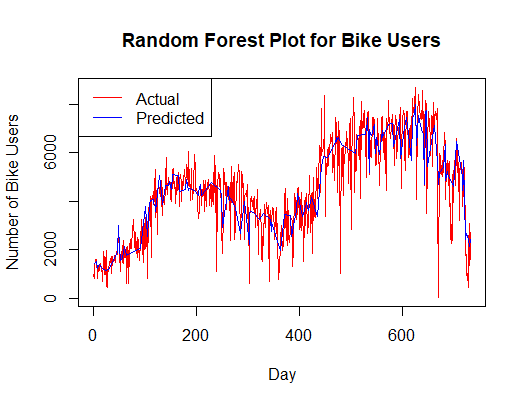 Random Forest Plot for Bike Users
Actual
Predicted
Number of Bike Users
6000
2000
0
0
200
400
600
Day